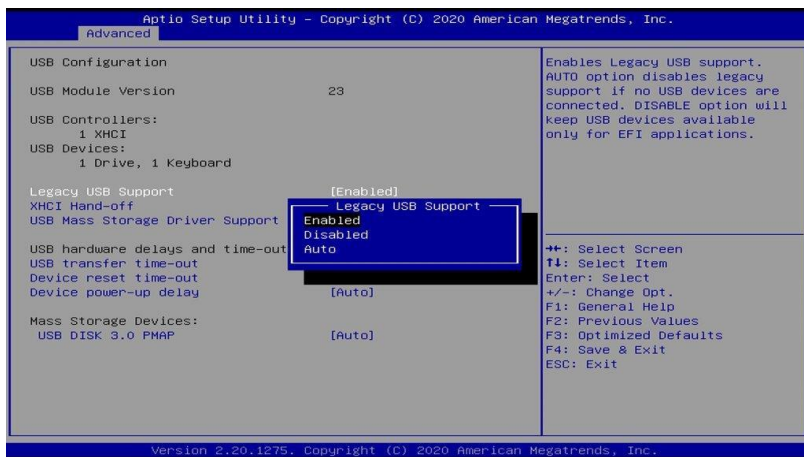 Aptio Setup Utility – Copyright (C) 2020 American Megatrends, Inc.
Advanced
USB Configuration
USB Module Version 23
USB Controllers:
1 XHCI
USB Devices:
1 Drive, 1 Keyboard
Legacy USB Support [Enabled]
XHCI Hand-off
USB Mass Storage Driver Support
USB hardware delays and time-out
USB transfer time-out
Device reset time-out
Device power-up delay [Auto]
Mass Storage Devices:
USB DISK 3.0 PMAP [Auto]
Legacy USB Support
Enabled
Disabled
Auto
Enables Legacy USB support.
AUTO option disables legacy
support if no USB devices are
connected. DISABLE option will
keep USB devices available
only for EFI applications.
→←: Select Screen
↑↓: Select Item
Enter: Select
+/-: Change Opt.
F1: General Help
F2: Previous Values
F3: Optimized Defaults
F4: Save & Exit
ESC: Exit
Version 2.20.1275. Copyright (C) 2020 American Megatrends, Inc.